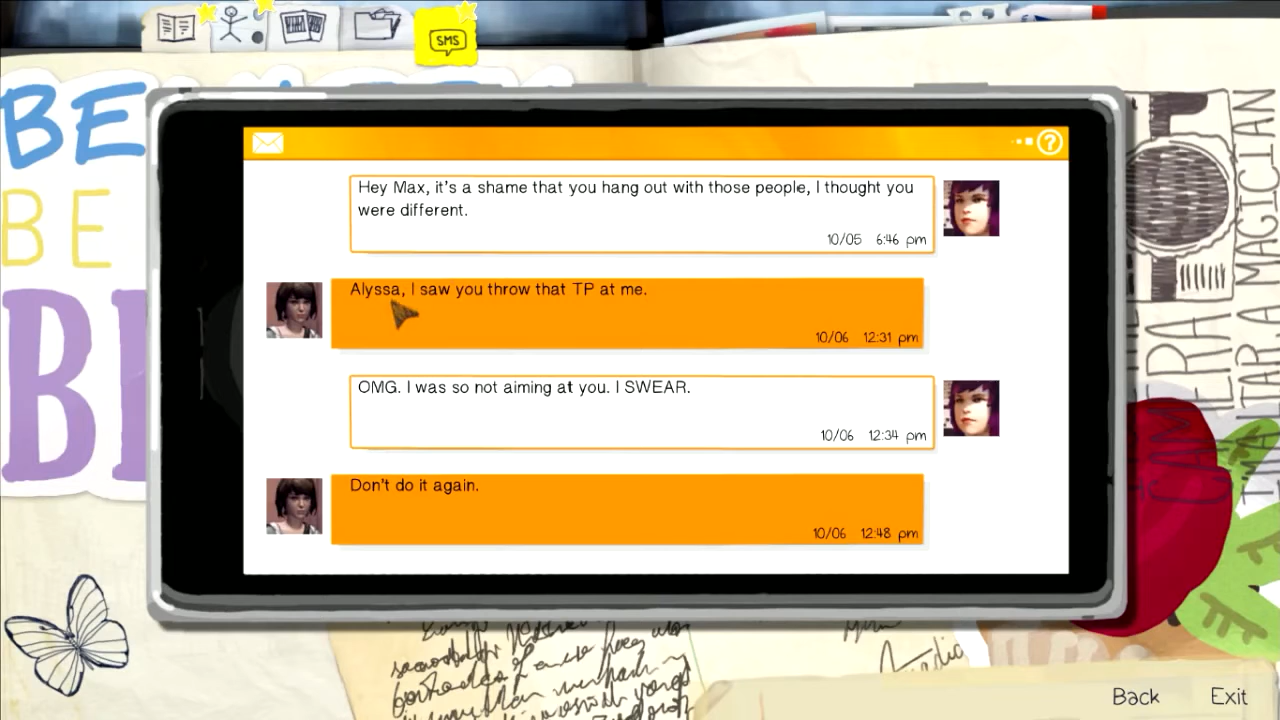 SMS
BE
BE
Hey Max, it's a shame that you hang out with those people, I thought you
were different.
10/05 6:46 pm
Alyssa, I saw you throw that TP at me.
10/06 12:31 pm
OMG. I was so not aiming at you. I SWEAR.
10/06 12:34 pm
Don't do it again.
10/06 12:48 pm
CAMERA
MAGICIAN
Back
Exit